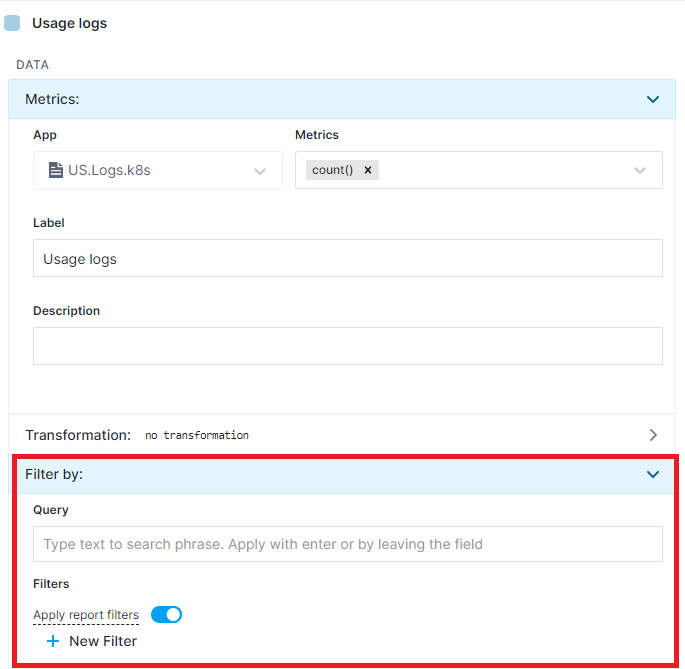 Usage logs
DATA
Metrics:
App
Metrics
US.Logs.k8s
count() ×
Label
Usage logs
Description
Transformation: no transformation
Filter by:
Query
Type text to search phrase. Apply with enter or by leaving the field
Filters
Apply report filters
+ New Filter